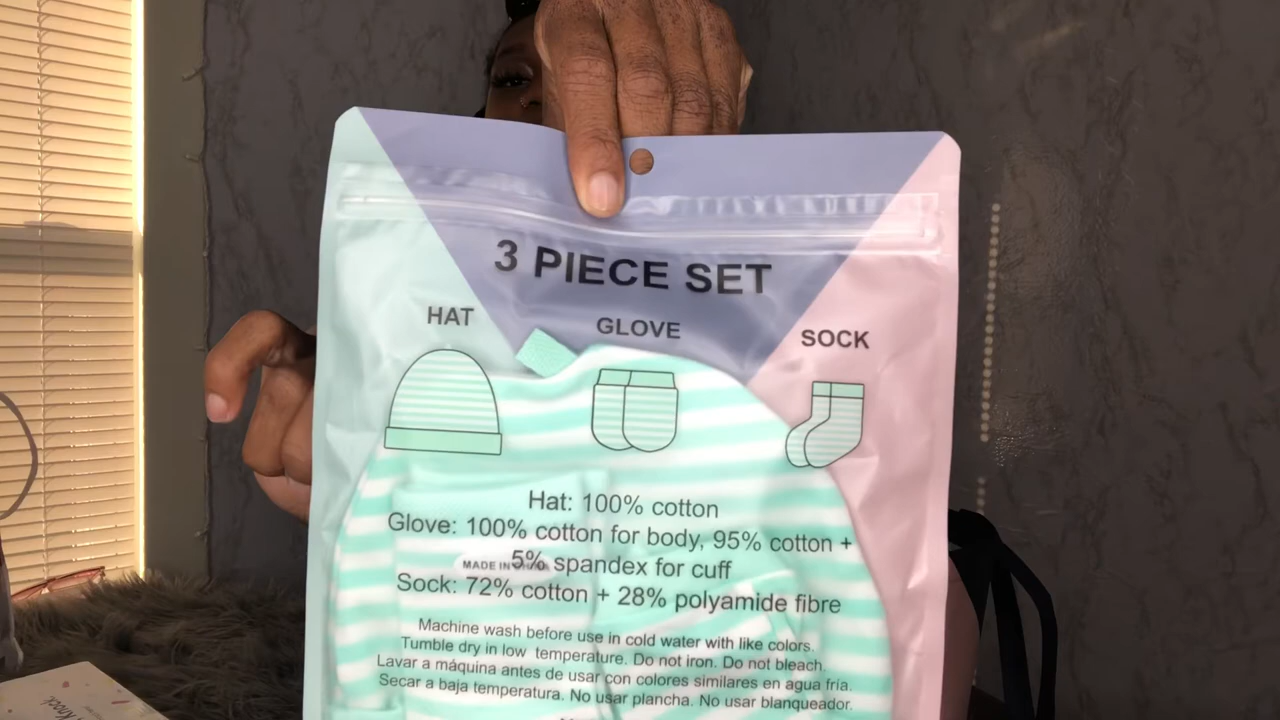 3 PIECE SET
HAT
GLOVE
SOCK
Hat: 100% cotton
Glove: 100% cotton for body, 95% cotton +
5% spandex for cuff
MADE IN
Sock: 72% cotton + 28% polyamide fibre
Machine wash before use in cold water with like colors.
Tumble dry in low temperature. Do not iron. Do not bleach.
Lavar a máquina antes de usar con colores similares en agua fría.
Secar a baja temperatura. No usar plancha. No usar blanqueador.